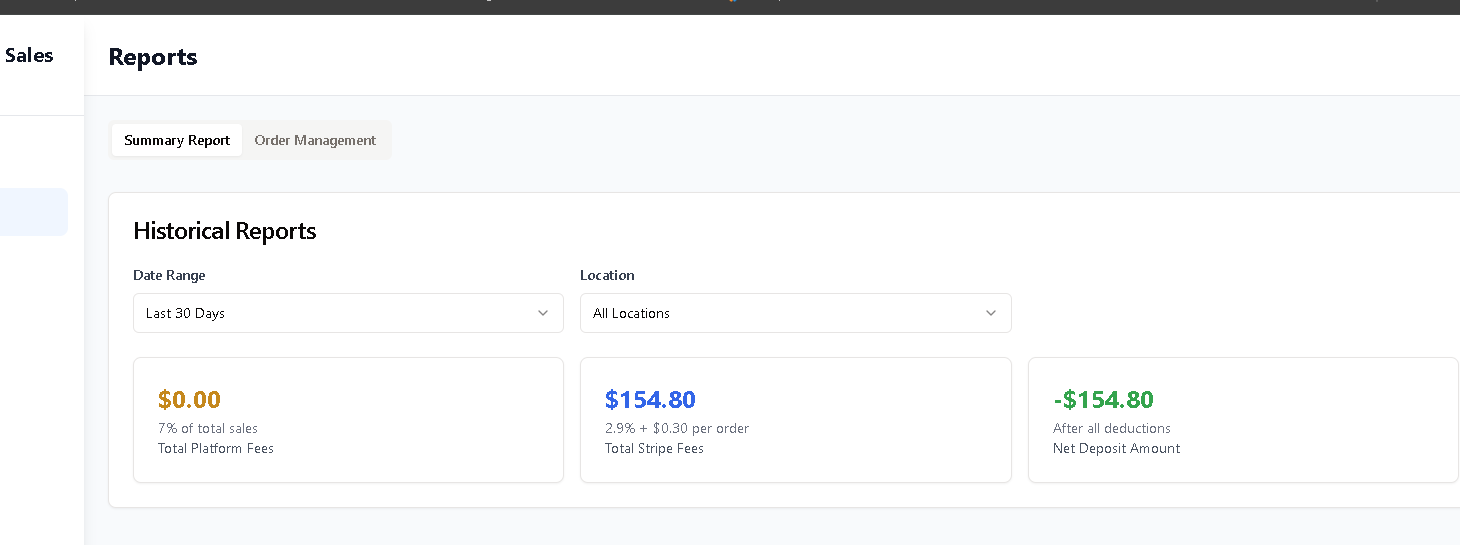 Sales
Reports
Summary Report
Order Management
Historical Reports
Date Range
Location
Last 30 Days
All Locations
$0.00
7% of total sales
Total Platform Fees
$154.80
2.9% + $0.30 per order
Total Stripe Fees
-$154.80
After all deductions
Net Deposit Amount